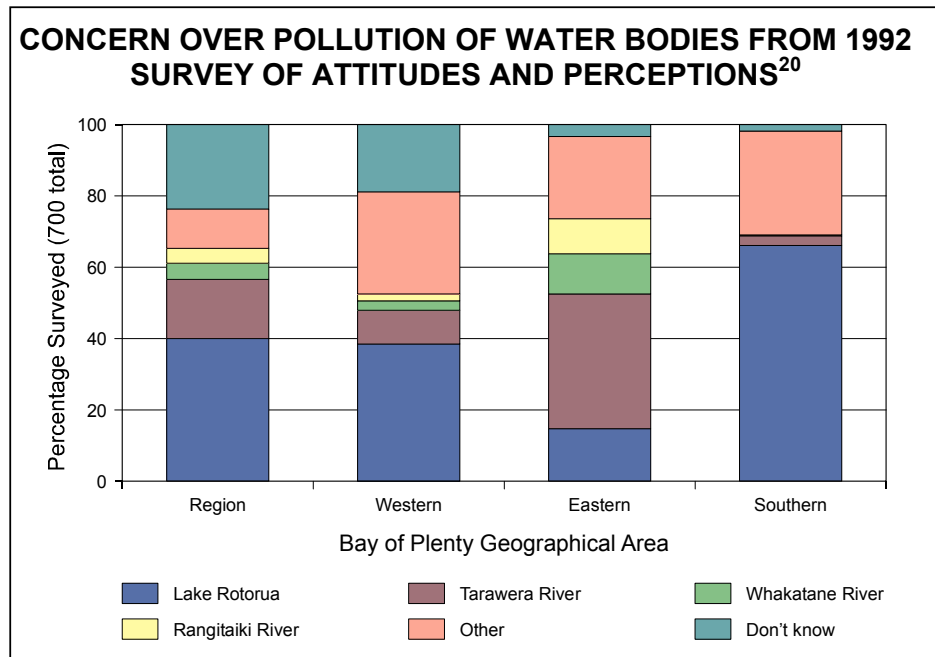 CONCERN OVER POLLUTION OF WATER BODIES FROM 1992
SURVEY OF ATTITUDES AND PERCEPTIONS20
Percentage Surveyed (700 total)
100
80
60
40
20
0
Region Western Eastern Southern
Bay of Plenty Geographical Area
Lake Rotorua Tarawera River Whakatane River
Rangitaiki River Other Don't know